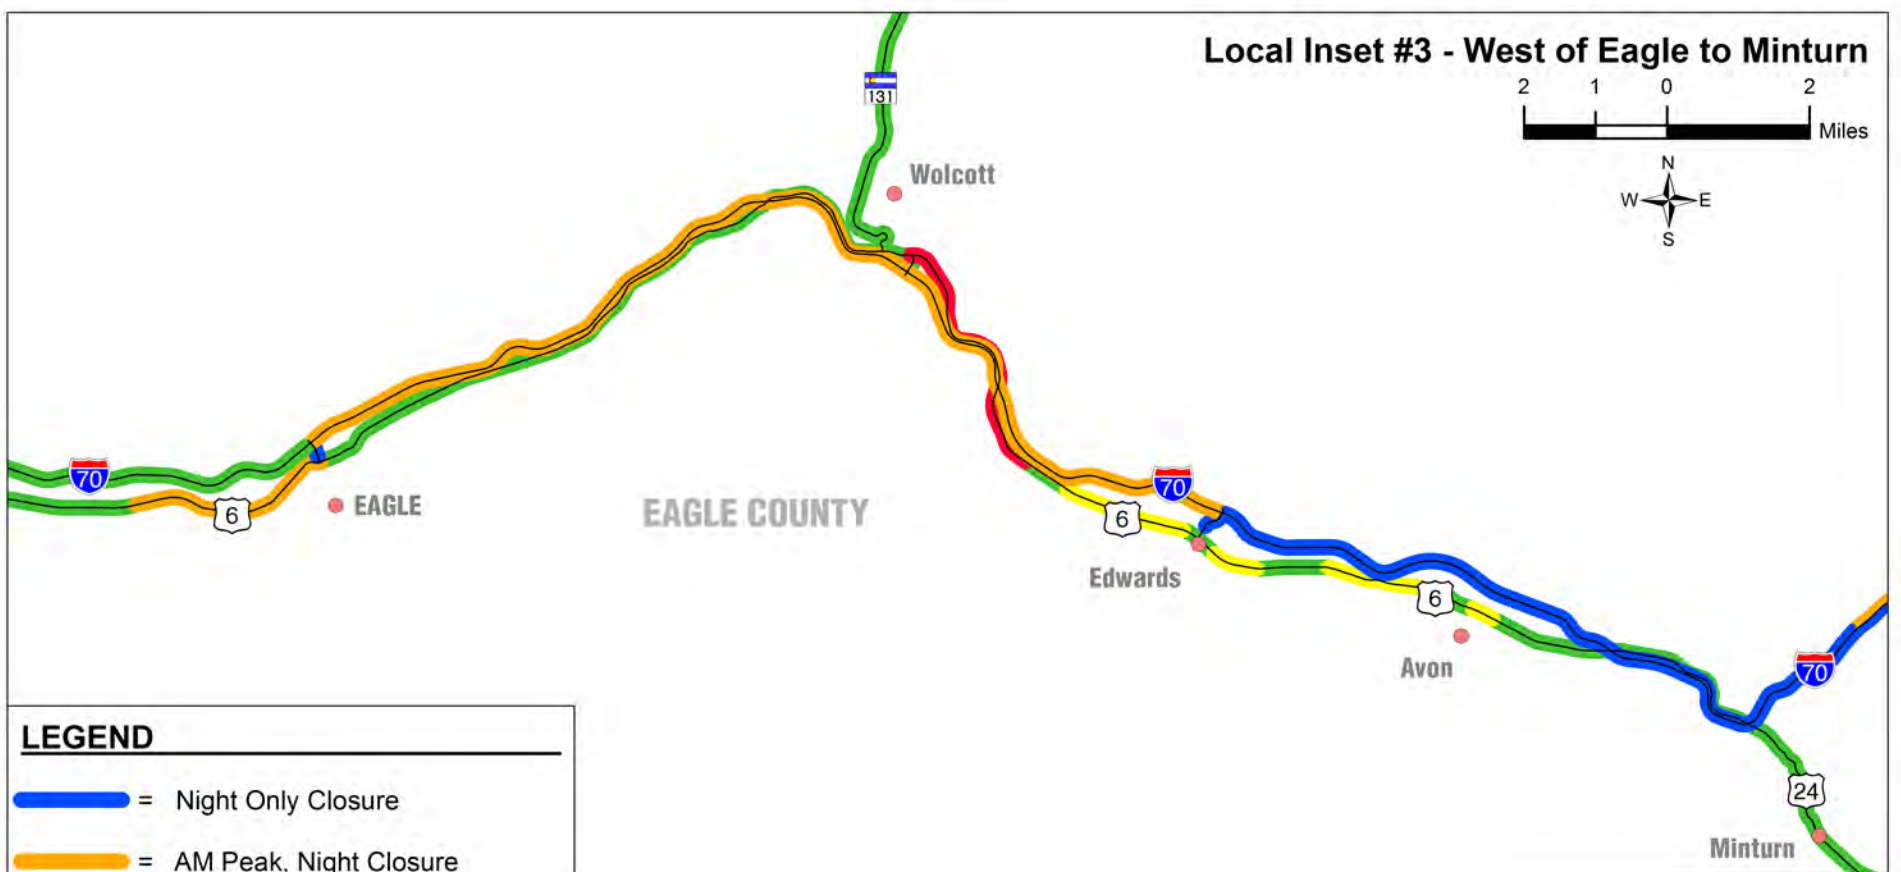 Local Inset #3 - West of Eagle to Minturn
2 1 0 2
Miles
N
W E
S
131
Wolcott
70
6
EAGLE
EAGLE COUNTY
70
6
Edwards
6
Avon
70
24
Minturn
LEGEND
= Night Only Closure
= AM Peak, Night Closure